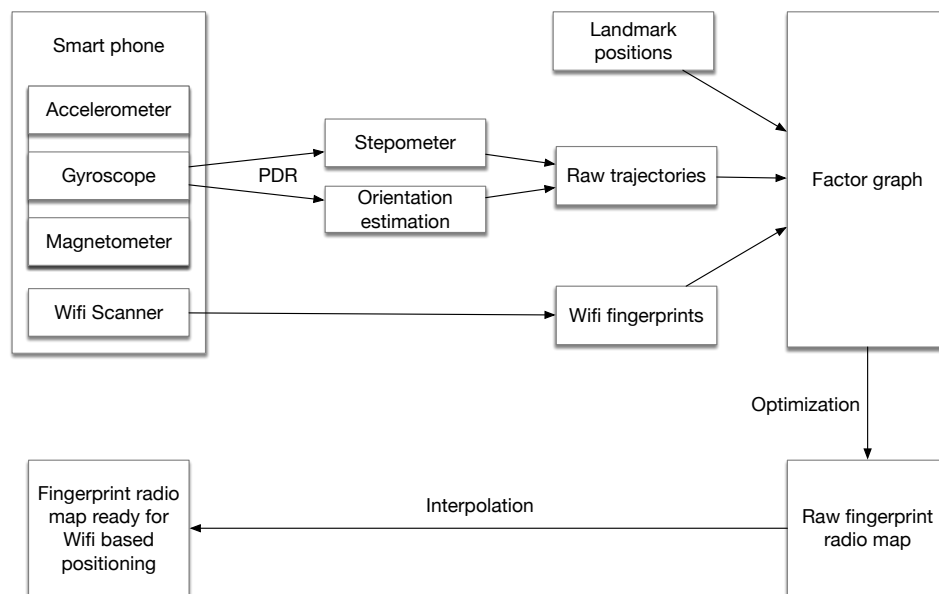 Smart phone
Landmark
positions
Accelerometer
Stepometer
Gyroscope
PDR
Raw trajectories
Factor graph
Orientation
estimation
Magnetometer
Wifi Scanner
Wifi fingerprints
Optimization
Fingerprint radio
map ready for
Wifi based
positioning
Interpolation
Raw fingerprint
radio map